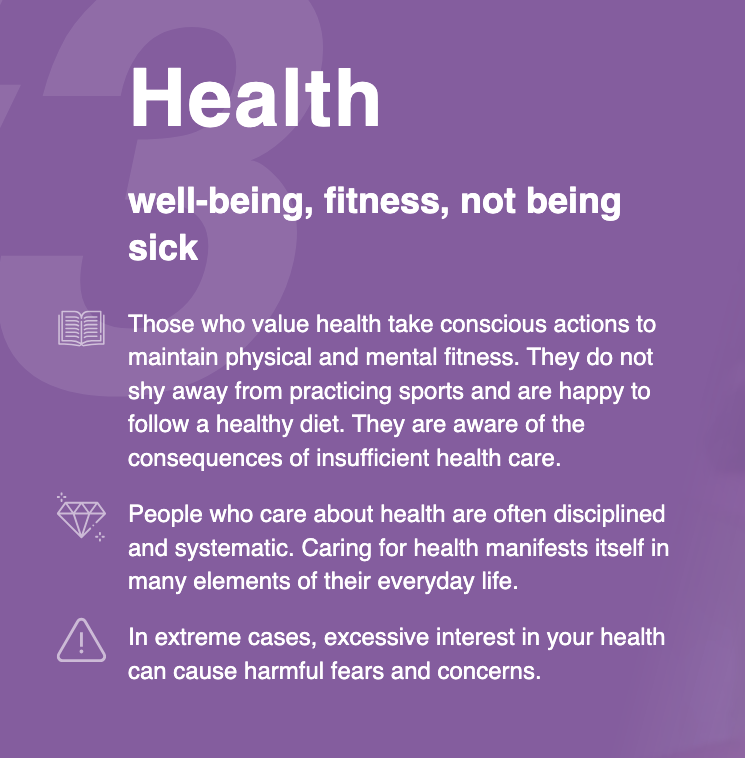 3
Health
well-being, fitness, not being
sick
Those who value health take conscious actions to
maintain physical and mental fitness. They do not
shy away from practicing sports and are happy to
follow a healthy diet. They are aware of the
consequences of insufficient health care.
People who care about health are often disciplined
and systematic. Caring for health manifests itself in
many elements of their everyday life.
In extreme cases, excessive interest in your health
can cause harmful fears and concerns.